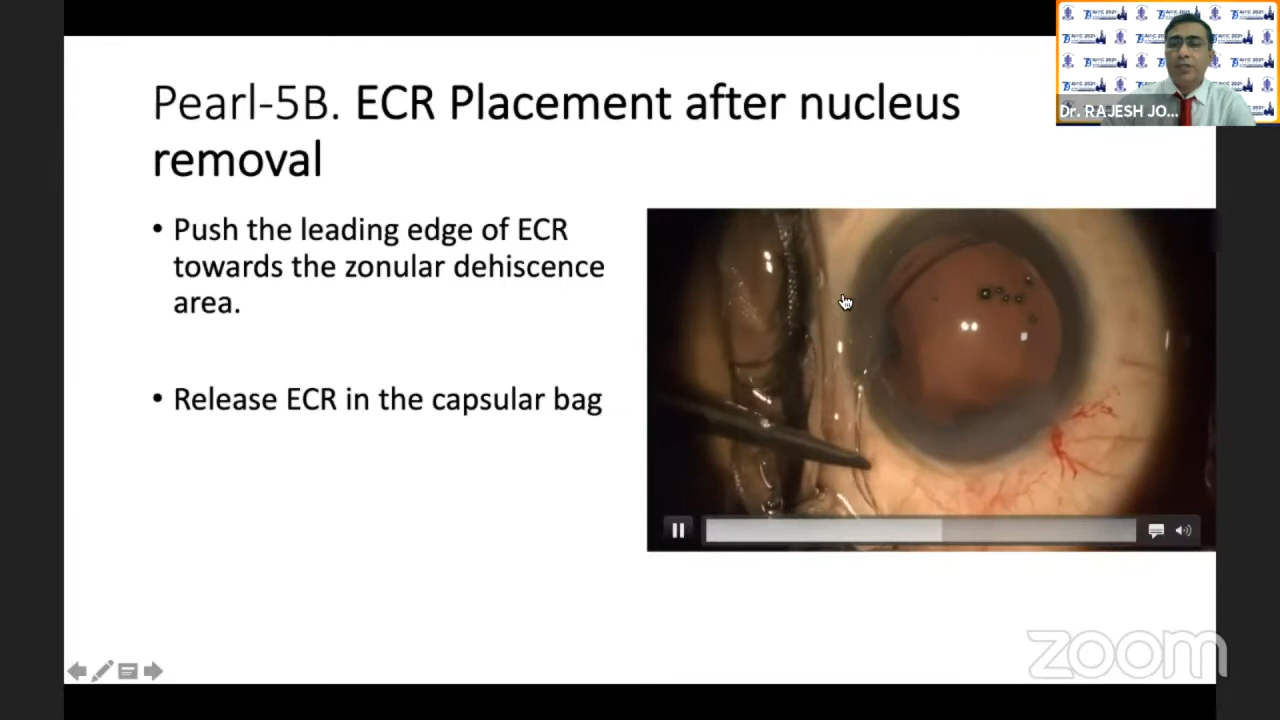 Pearl-5B. ECR Placement after nucleus
removal
• Push the leading edge of ECR
towards the zonular dehiscence
area.
• Release ECR in the capsular bag
Dr. RAJESH JO...
zoom